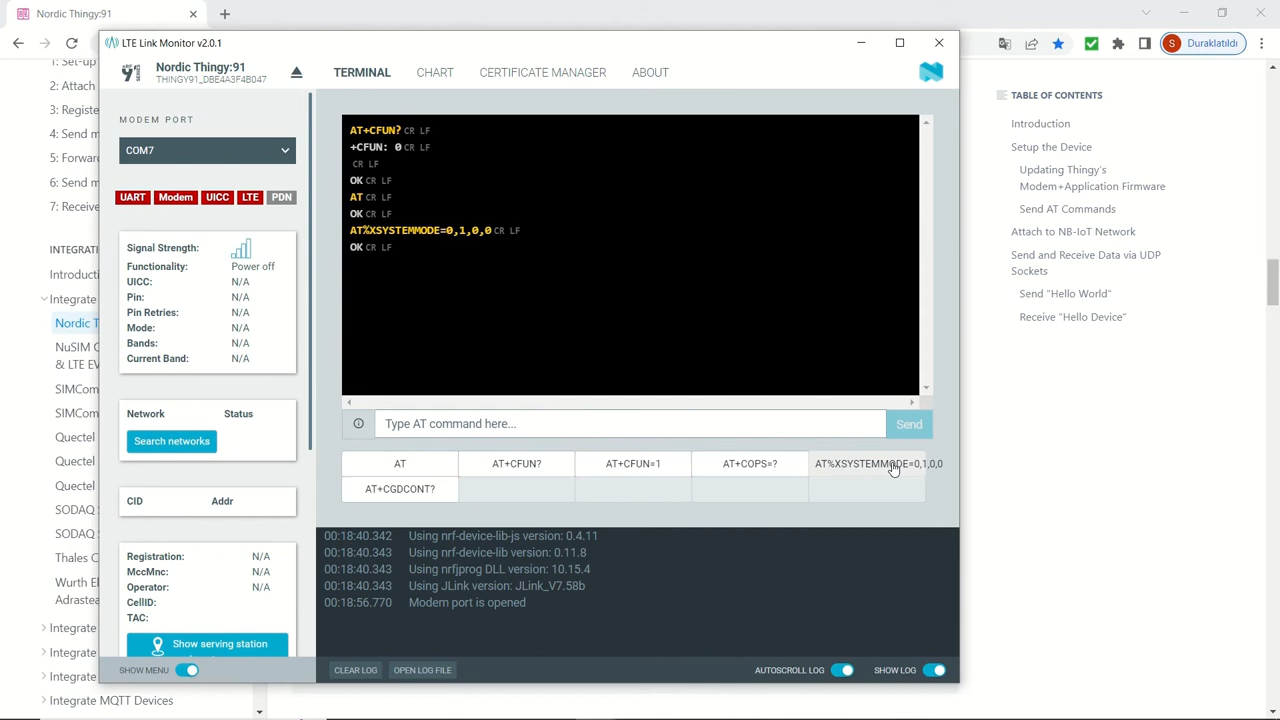 Nordic Thingy:91
Duraklatıldı
S
LTE Link Monitor v2.0.1
Nordic Thingy:91
THINGY91_DBE4A3F4B047
TERMINAL
CHART
CERTIFICATE MANAGER
ABOUT
1: Set-up
2: Attach
3: Registe
4: Send m
5: Forwar
6: Send m
7: Receive
INTEGRATI
Introducti
Integrate
Nordic Th
NuSIM C
& LTE EV
SIMCom
SIMCom
Quectel
Quectel
Quectel
SODAQ
SODAQ
Thales C
Wurth El
Adrastea
Integrate
Integrate
Integrate
Integrate MQTT Devices
MODEM PORT
COM7
UART
Modem
UICC
LTE
PDN
Signal Strength:
Functionality: Power off
UICC: N/A
Pin: N/A
Pin Retries: N/A
Mode: N/A
Bands: N/A
Current Band: N/A
Network Status
Search networks
CID Addr
Registration: N/A
MccMnc: N/A
Operator: N/A
CellID:
TAC:
Show serving station
SHOW MENU
AT+CFUN? CR LF
+CFUN: 0 CR LF
CR LF
OK CR LF
AT CR LF
OK CR LF
AT%XSYSTEMMODE=0,1,0,0 CR LF
OK CR LF
Type AT command here...
Send
AT
AT+CFUN?
AT+CFUN=1
AT+COPS=?
AT%XSYSTEMMODE=0,1,0,0
AT+CGDCONT?
00:18:40.342 Using nrf-device-lib-js version: 0.4.11
00:18:40.343 Using nrf-device-lib version: 0.11.8
00:18:40.343 Using nrfjprog DLL version: 10.15.4
00:18:40.343 Using JLink version: JLink_V7.58b
00:18:56.770 Modem port is opened
CLEAR LOG
OPEN LOG FILE
AUTOSCROLL LOG
SHOW LOG
TABLE OF CONTENTS
Introduction
Setup the Device
Updating Thingy's
Modem+Application Firmware
Send AT Commands
Attach to NB-IoT Network
Send and Receive Data via UDP
Sockets
Send "Hello World"
Receive "Hello Device"